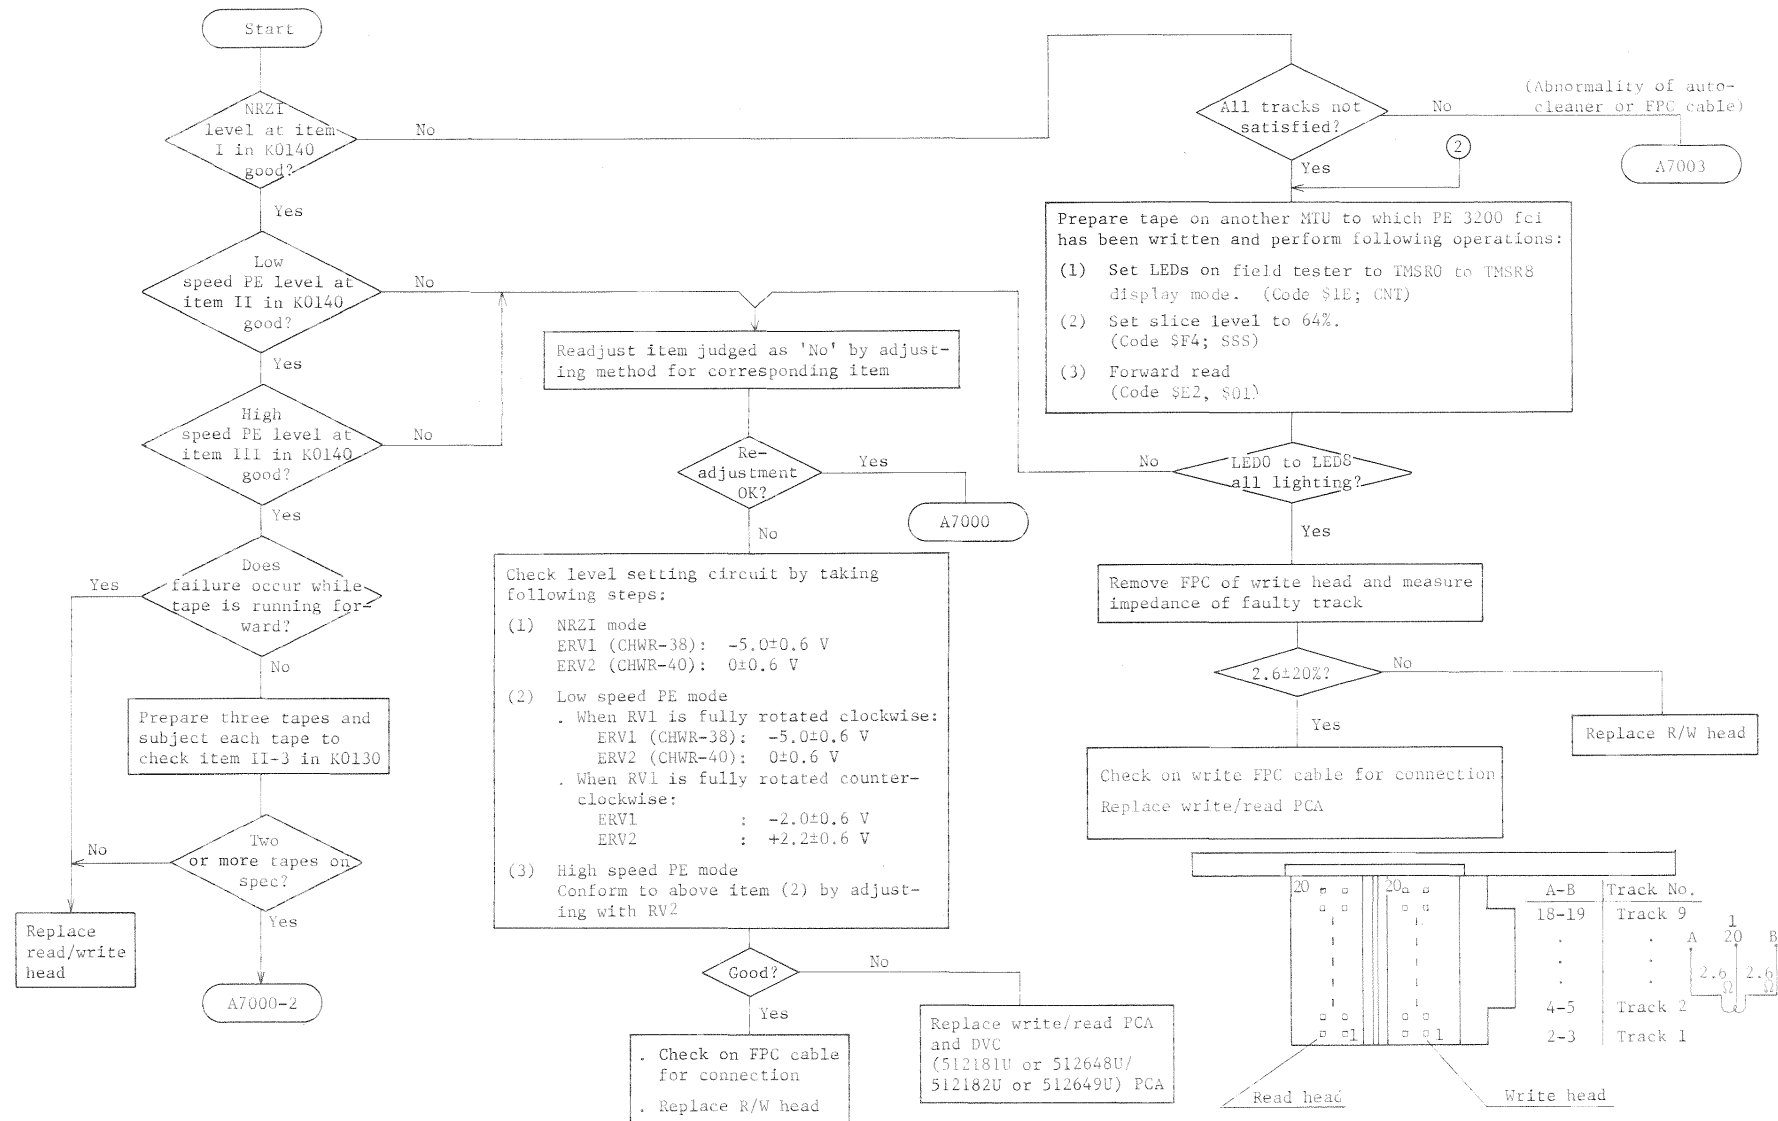 Start
NRZI
level at item
I in K0140
good?
No
Yes
Low
speed PE level at
item II in K0140
good?
No
Yes
High
speed PE level at
item III in K0140
good?
No
Yes
Does
failure occur while
tape is running for-
ward?
Yes
No
Prepare three tapes and
subject each tape to
check item II-3 in K0130
Two
or more tapes on
spec?
No
Yes
Replace
read/write
head
A7000-2
Readjust item judged as 'No' by adjust-
ing method for corresponding item
Re-
adjustment
OK?
Yes
A7000
No
Check level setting circuit by taking
following steps:
(1) NRZI mode
ERV1 (CHWR-38): -5.0±0.6 V
ERV2 (CHWR-40): 0±0.6 V
(2) Low speed PE mode
. When RV1 is fully rotated clockwise:
ERV1 (CHWR-38): -5.0±0.6 V
ERV2 (CHWR-40): 0±0.6 V
. When RV1 is fully rotated counter-
clockwise:
ERV1 : -2.0±0.6 V
ERV2 : +2.2±0.6 V
(3) High speed PE mode
Conform to above item (2) by adjust-
ing with RV2
Good?
No
Yes
. Check on FPC cable
for connection
. Replace R/W head
Replace write/read PCA
and DVC
(512181U or 512648U/
512182U or 512649U) PCA
All tracks not
satisfied?
No
(Abnormality of auto-
cleaner or FPC cable)
A7003
Yes
2
Prepare tape on another MTU to which PE 3200 fci
has been written and perform following operations:
(1) Set LEDs on field tester to TMSR0 to TMSR8
display mode. (Code $1E; CNT)
(2) Set slice level to 64%.
(Code $F4; SSS)
(3) Forward read
(Code $E2, $01)
LED0 to LED8
all lighting?
No
Yes
Remove FPC of write head and measure
impedance of faulty track
2.6±20%?
No
Replace R/W head
Yes
Check on write FPC cable for connection
Replace write/read PCA
20 20
1 1
Read head
Write head
A-B Track No.
18-19 Track 9
. .
. .
. .
4-5 Track 2
2-3 Track 1
1
A 20 B
2.6 2.6
Ω Ω